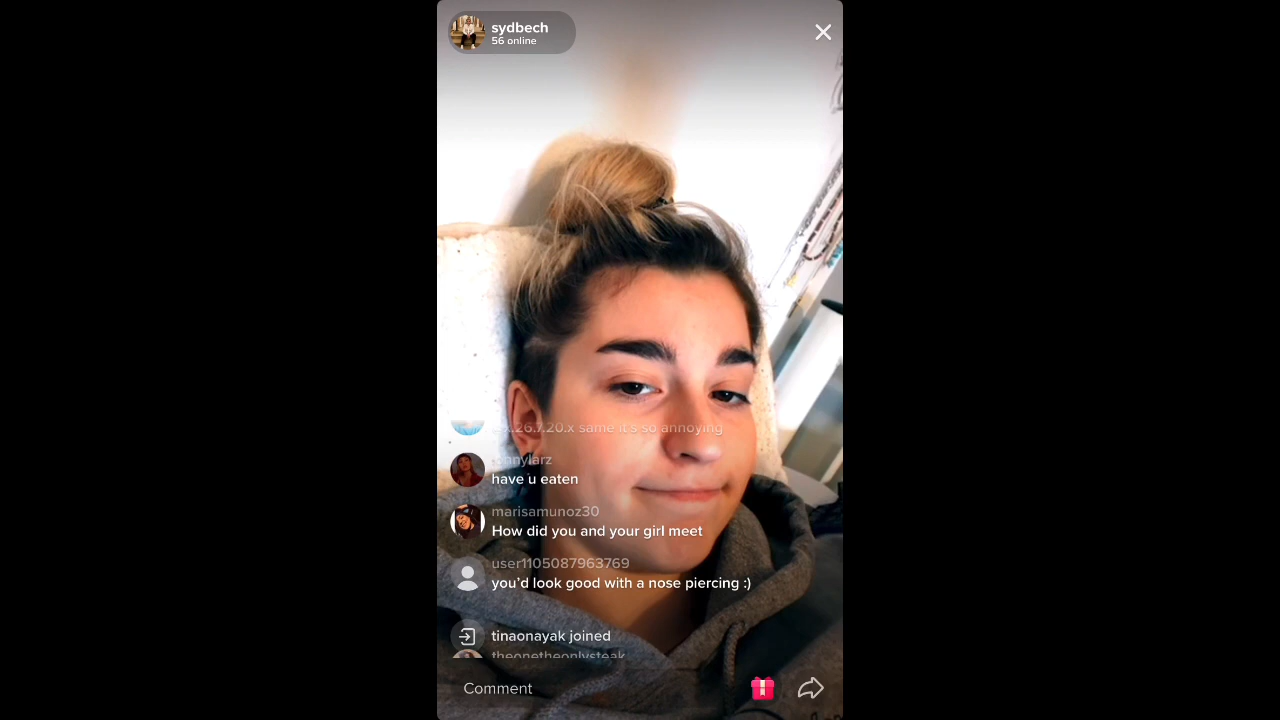 sydbech
56 online
same it's so annoying
have u eaten
marisamunoz30
How did you and your girl meet
user1105087963769
you'd look good with a nose piercing :)
tinaonayak joined
theonetheonlysteak
Comment